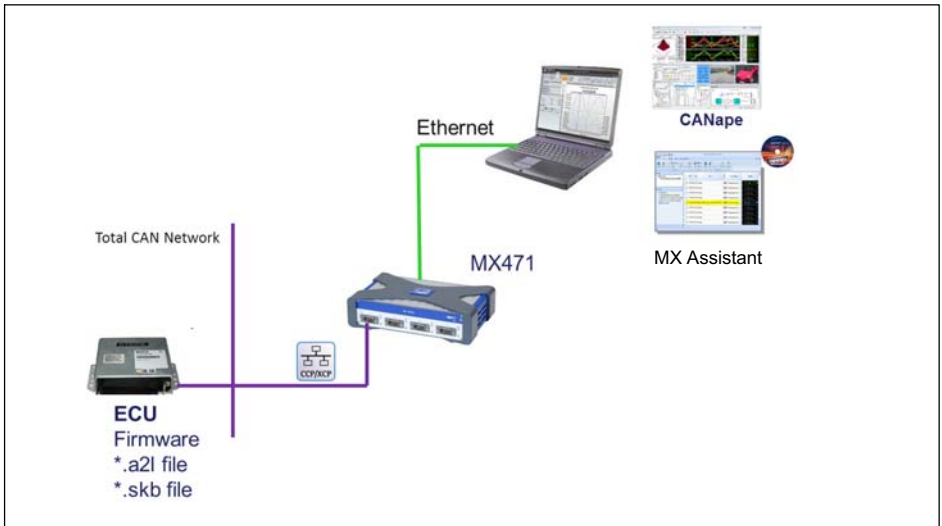 Ethernet
CANape
Total CAN Network
MX471
MX Assistant
CCP/XCP
ECU
Firmware
*.a2l file
*.skb file